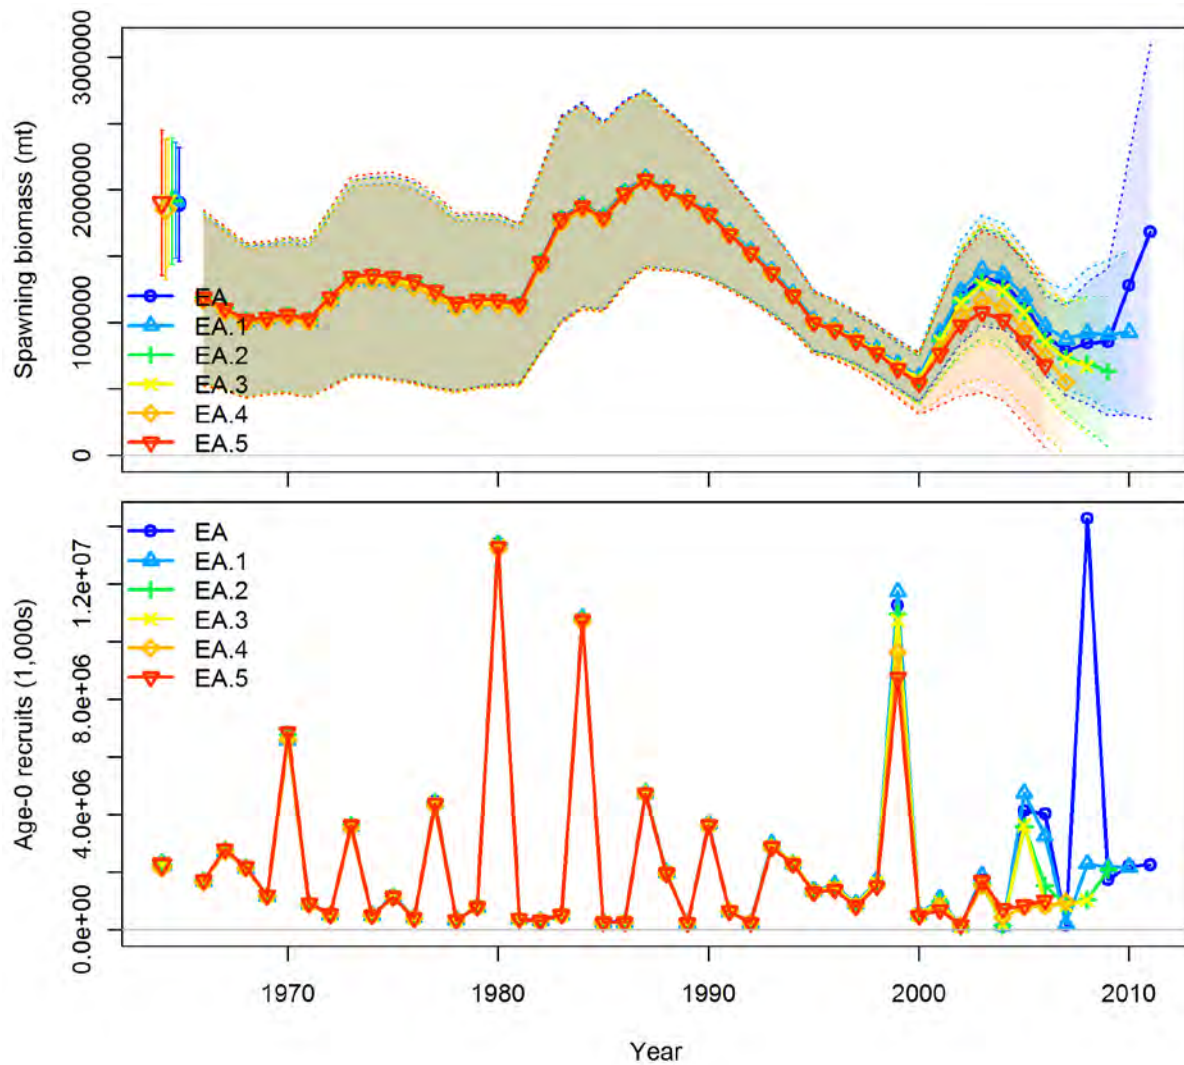 Spawning biomass (mt)
3000000
2000000
1000000
0
EA
EA.1
EA.2
EA.3
EA.4
EA.5
Age-0 recruits (1,000s)
1.2e+07
8.0e+06
4.0e+06
0.0e+00
EA
EA.1
EA.2
EA.3
EA.4
EA.5
1970 1980 1990 2000 2010
Year